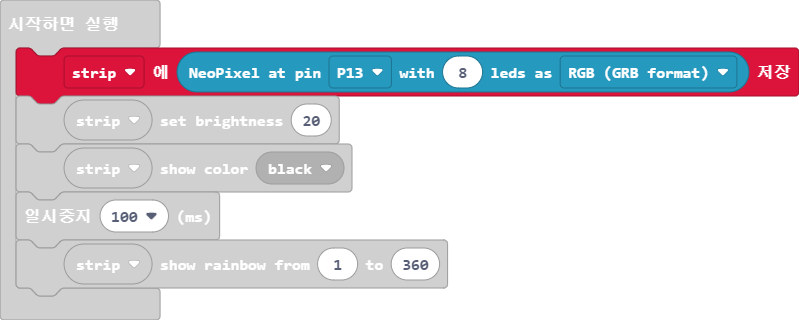 시작하면 실행
strip 에 NeoPixel at pin P13 with 8 leds as RGB (GRB format) 저장
strip set brightness 20
strip show color black
일시중지 100 (ms)
strip show rainbow from 1 to 360